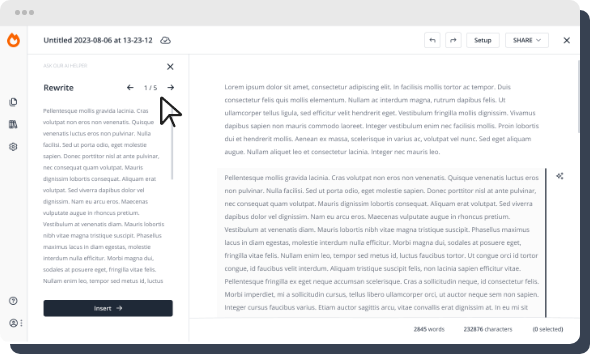 Untitled 2023-08-06 at 13-23-12
Setup
SHARE
Rewrite
1 / 5
Pellentesque mollis gravida lacinia. Cras
volutpat non eros non venenatis. Quisque
venenatis luctus eros non pulvinar. Nulla
facilisi. Sed ut porta odio, eget molestie
sapien. Donec porttitor nisl at ante pulvinar,
nec consequat quam volutpat. Mauris
dignissim lobortis consequat. Aliquam erat
volutpat. Sed viverra dapibus dolor vel
dignissim. Nam eu arcu eros. Maecenas
vulputate augue in rhoncus pretium.
Vestibulum at venenatis diam. Mauris lobortis
nibh vitae magna tristique suscipit. Phasellus
maximus lacus in diam egestas, molestie
interdum nulla efficitur. Morbi magna dui,
sodales at posuere eget, fringilla vitae felis.
Nullam enim leo, tempor sed metus id, luctus
Insert
Lorem ipsum dolor sit amet, consectetur adipiscing elit. In facilisis mollis tortor ac tempor. Duis
consectetur felis quis mollis elementum. Nullam ac interdum magna, rutrum dapibus felis. Ut
ullamcorper tellus ligula, sed efficitur velit hendrerit eget. Vestibulum fringilla mollis dignissim. Vivamus
dapibus sapien non mauris commodo laoreet. Integer vestibulum enim nec facilisis mollis. Proin lobortis
dui et mollis hendrerit. Aenean ex massa, scelerisque in varius ac, volutpat vel nunc. Sed eget aliquam
augue. Nullam aliquet leo et consectetur lacinia. Integer nec mauris leo.
Pellentesque mollis gravida lacinia. Cras volutpat non eros non venenatis. Quisque venenatis luctus eros
non pulvinar. Nulla facilisi. Sed ut porta odio, eget molestie sapien. Donec porttitor nisl at ante pulvinar,
nec consequat quam volutpat. Mauris dignissim lobortis consequat. Aliquam erat volutpat. Sed viverra
dapibus dolor vel dignissim. Nam eu arcu eros. Maecenas vulputate augue in rhoncus pretium.
Vestibulum at venenatis diam. Mauris lobortis nibh vitae magna tristique suscipit. Phasellus maximus
lacus in diam egestas, molestie interdum nulla efficitur. Morbi magna dui, sodales at posuere eget,
fringilla vitae felis. Nullam enim leo, tempor sed metus id, luctus faucibus tortor. Ut congue orci id tortor
congue, id faucibus velit interdum. Aliquam tristique suscipit felis, non lacinia sapien efficitur vitae.
Pellentesque fringilla ex eget neque accumsan scelerisque. Cras a sollicitudin neque, id consectetur enim.
Morbi imperdiet, mi a sollicitudin cursus, tellus libero ullamcorper orci, ut auctor neque sem non sapien.
Integer cursus faucibus varius. Etiam auctor sagittis arcu, vitae convallis diam viverra et. In eu mi sit
2845 words
232876 characters
(0 selected)